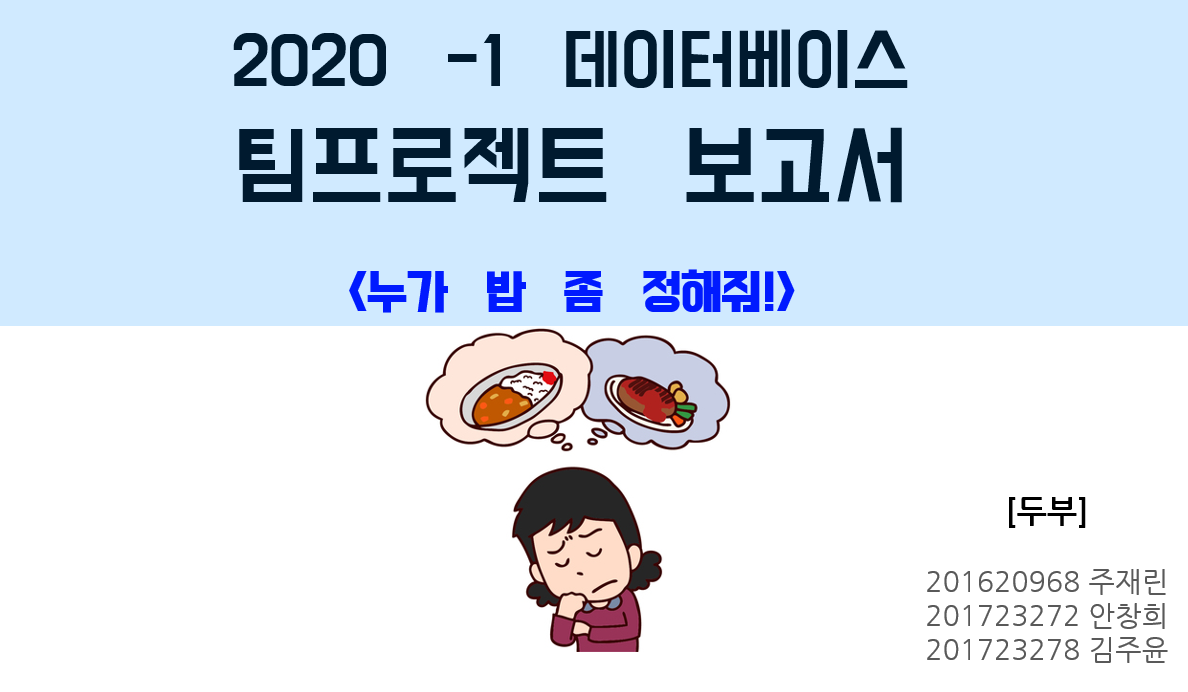 2020 -1 데이터베이스
팀프로젝트 보고서
<누가 밥 좀 정해줘!>
[두부]
201620968 주재린
201723272 안창희
201723278 김주윤